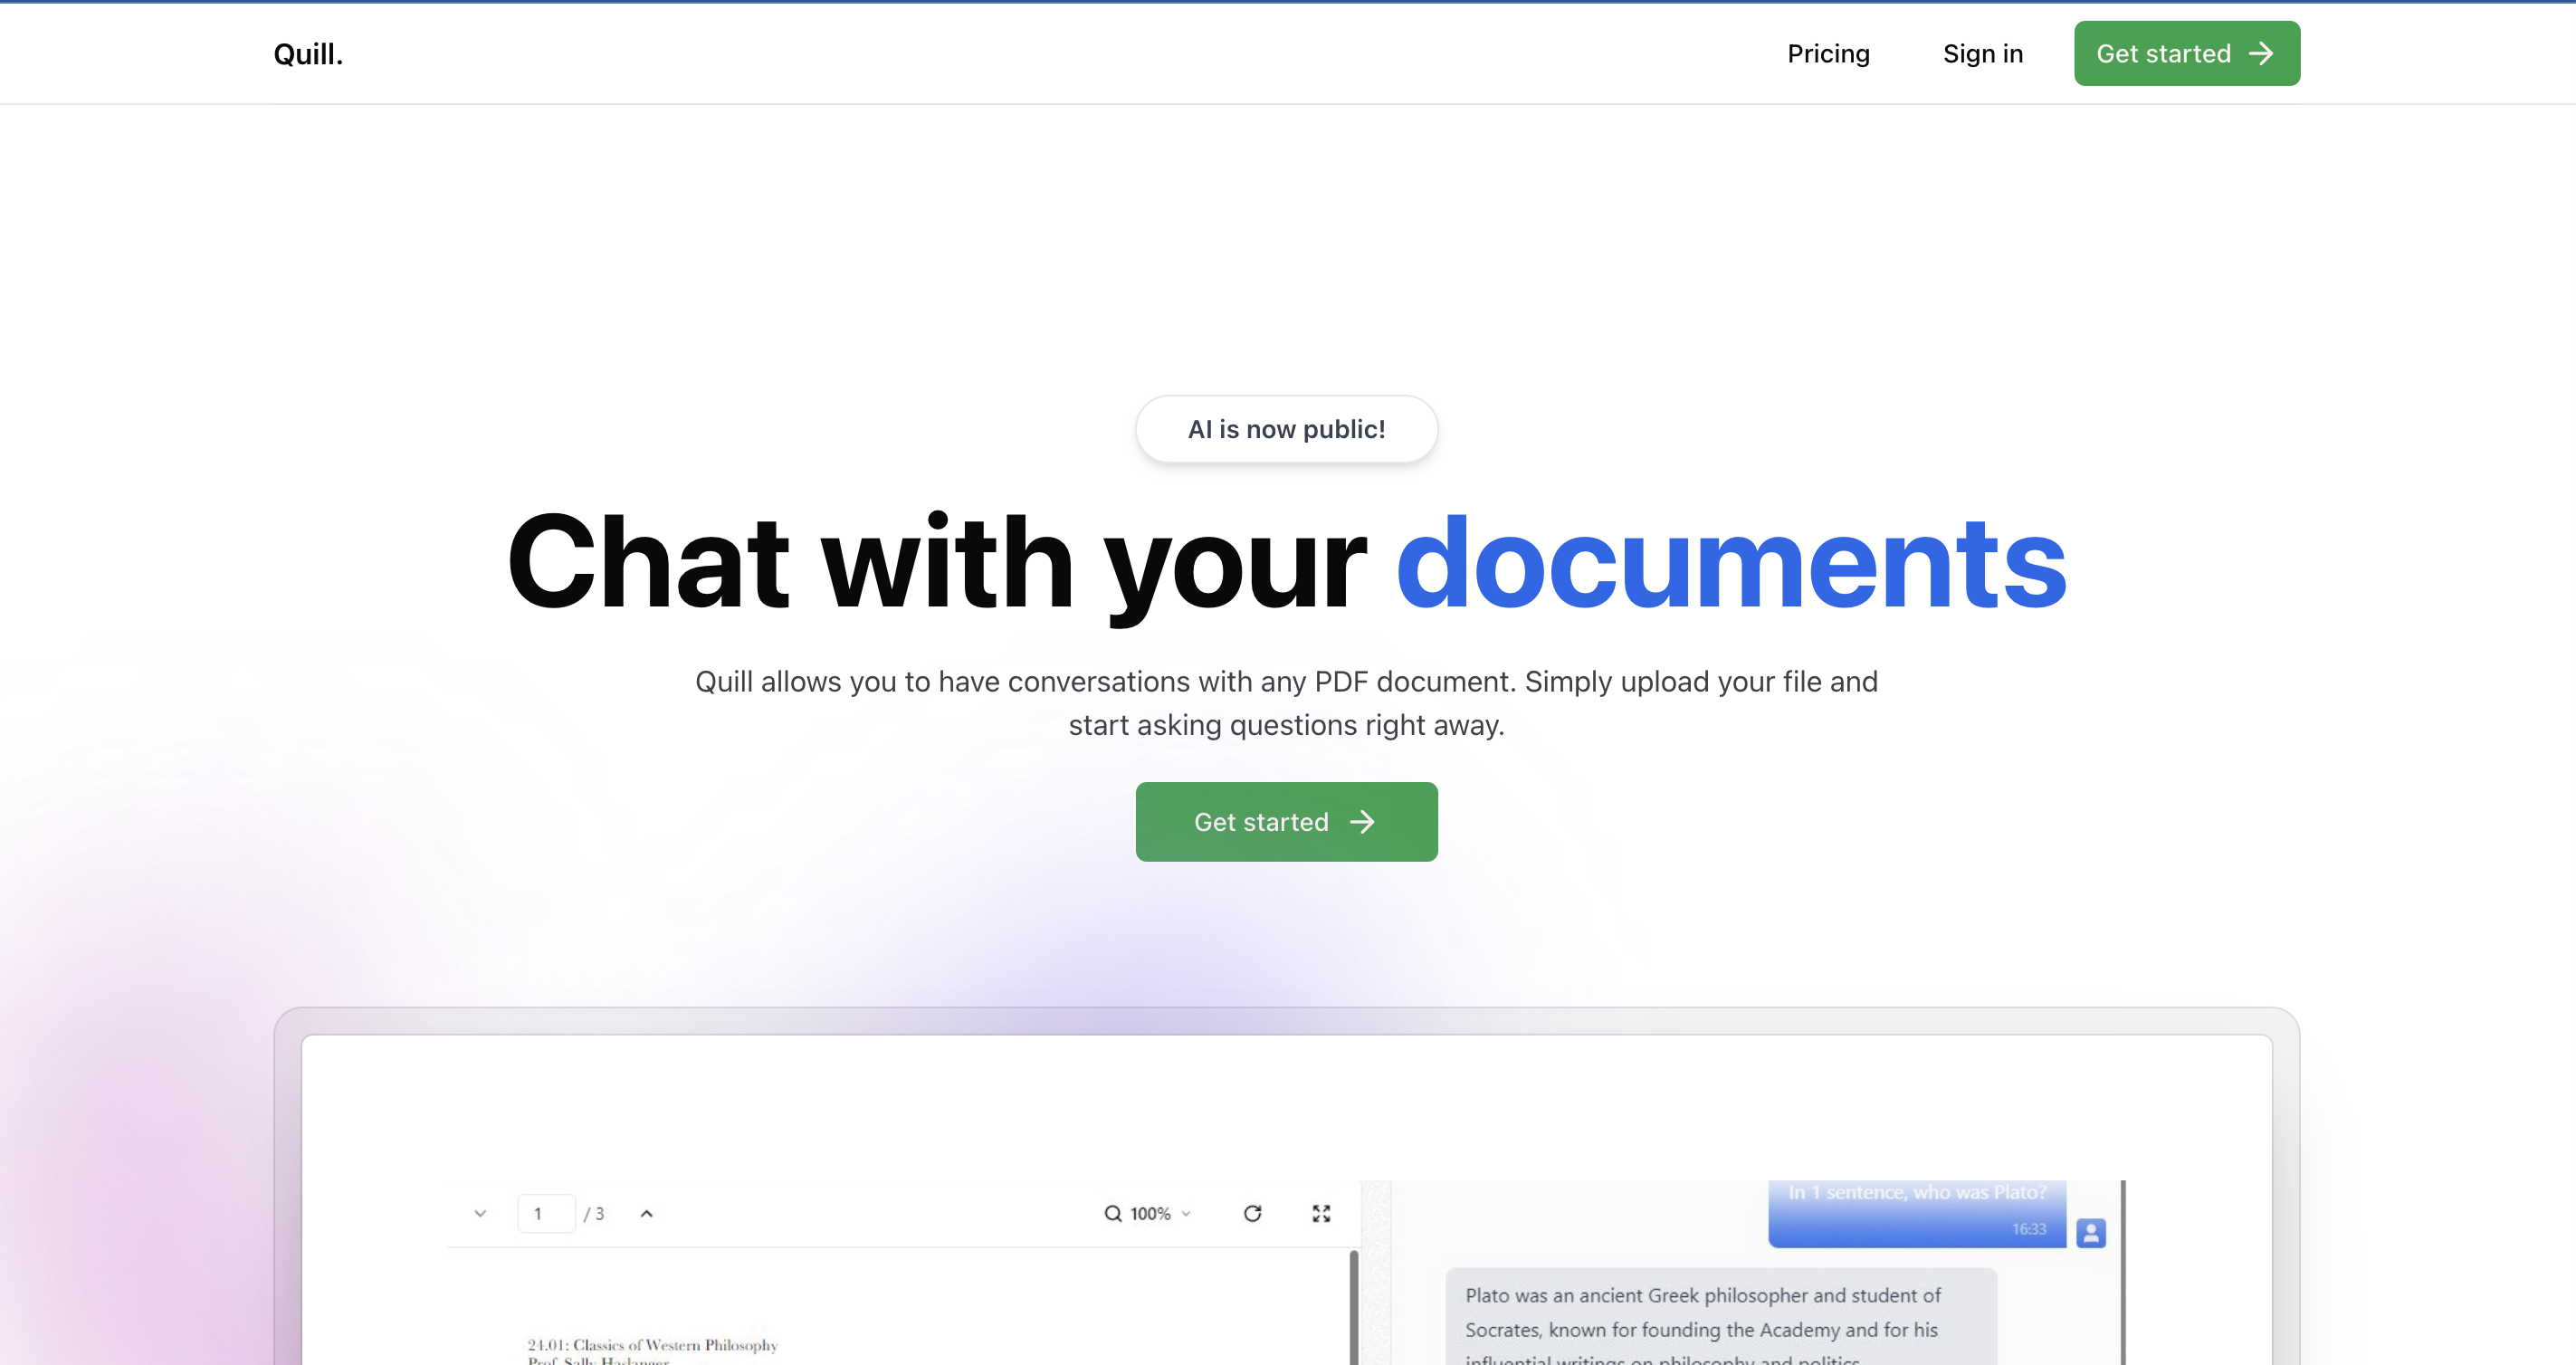 Quill.
Pricing
Sign in
Get started
AI is now public!
Chat with your documents
Quill allows you to have conversations with any PDF document. Simply upload your file and
start asking questions right away.
Get started
1 / 3
100%
In 1 sentence, who was Plato?
16:33
Plato was an ancient Greek philosopher and student of
Socrates, known for founding the Academy and for his
influential writings on philosophy and politics
24.01: Classics of Western Philosophy
Prof. Sally Haslanger